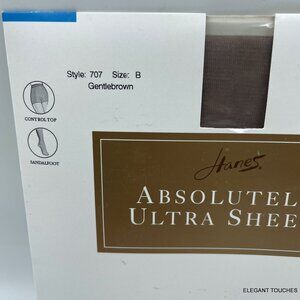 Style: 707 Size: B
Gentlebrown
CONTROL TOP
SANDALFOOT
Hanes.
ABSOLUTEL
ULTRA SHEE
ELEGANT TOUCHES